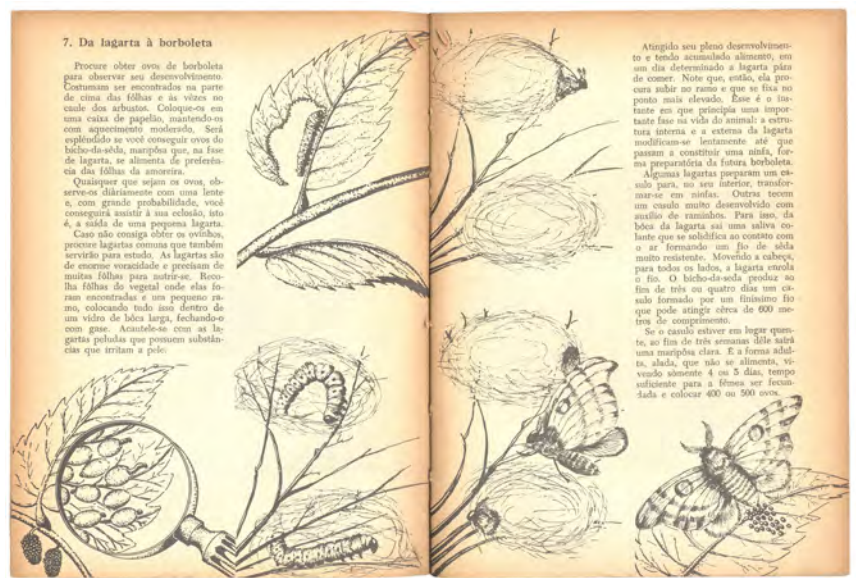 7. Da lagarta à borboleta
Procure obter ovos de borboleta
para observar seu desenvolvimento.
Costumam ser encontrados na parte
de cima das fôlhas e às vêzes no
caule dos arbustos. Coloque-os em
uma caixa de papelão, mantendo-os
com aquecimento moderado. Será
esplêndido se você conseguir ovos do
bicho-da-sêda, maripôsa que, na fase
de lagarta, se alimenta de preferên-
cia das fôlhas da amoreira.
Quaisquer que sejam os ovos, ob-
serve-os diàriamente com uma lente
e, com grande probabilidade, você
conseguirá assistir à sua eclosão, isto
é, a saída de uma pequena lagarta.
Caso não consiga obter os ovinhos,
procure lagartas comuns que também
servirão para estudo. As lagartas são
de enorme voracidade e precisam de
muitas fôlhas para nutrir-se. Reco-
lha fôlhas do vegetal onde elas fo-
ram encontradas e um pequeno ra-
mo, colocando tudo isso dentro de
um vidro de bôca larga, fechando-o
com gase. Acautele-se com as la-
gartas peludas que possuem substân-
cias que irritam a pele.
Atingido seu pleno desenvolvimen-
to e tendo acumulado alimento, em
um dia determinado a lagarta pára
de comer. Note que, então, ela pro-
cura subir no ramo e que se fixa no
ponto mais elevado. Êsse é o ins-
tante em que principia uma impor-
tante fase na vida do animal: a estru-
tura interna e a externa da lagarta
modificam-se lentamente até que
passam a constituir uma ninfa, for-
ma preparatória da futura borboleta.
Algumas lagartas preparam um ca-
sulo para, no seu interior, transfor-
mar-se em ninfas. Outras tecem
um casulo muito desenvolvido com
auxílio de raminhos. Para isso, da
bôca da lagarta sai uma saliva co-
lante que se solidifica ao contato com
o ar formando um fio de sêda
muito resistente. Movendo a cabeça,
para todos os lados, a lagarta enrola
o fio. O bicho-da-seda produz ao
fim de três ou quatro dias um ca-
sulo formado por um finíssimo fio
que pode atingir cêrca de 600 me-
tros de comprimento.
Se o casulo estiver em lugar quen-
te, ao fim de três semanas dêle sairá
uma maripôsa clara. É a forma adul-
ta, alada, que não se alimenta, vi-
vendo sòmente 4 ou 5 dias, tempo
suficiente para a fêmea ser fecun-
dada e colocar 400 ou 500 ovos.